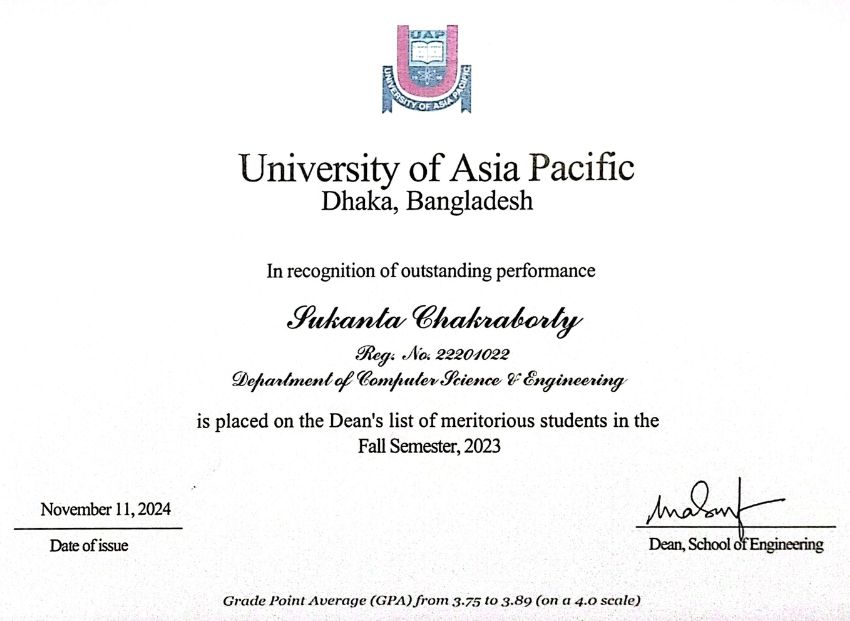 UAP
UNIVERSITY OF ASIA PACIFIC
University of Asia Pacific
Dhaka, Bangladesh
In recognition of outstanding performance
Sukanta Chakraborty
Reg. No. 22201022
Department of Computer Science & Engineering
is placed on the Dean's list of meritorious students in the
Fall Semester, 2023
November 11, 2024
Date of issue
Dean, School of Engineering
Grade Point Average (GPA) from 3.75 to 3.89 (on a 4.0 scale)